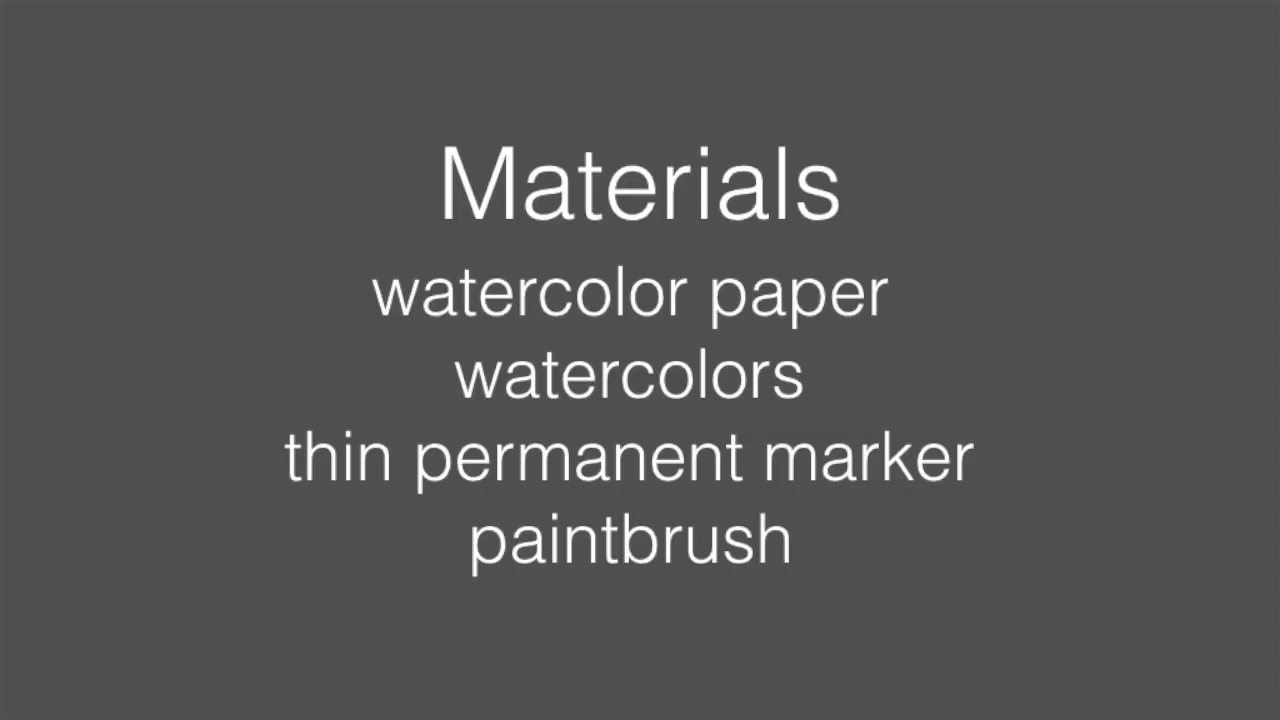 Materials
watercolor paper
watercolors
thin permanent marker
paintbrush